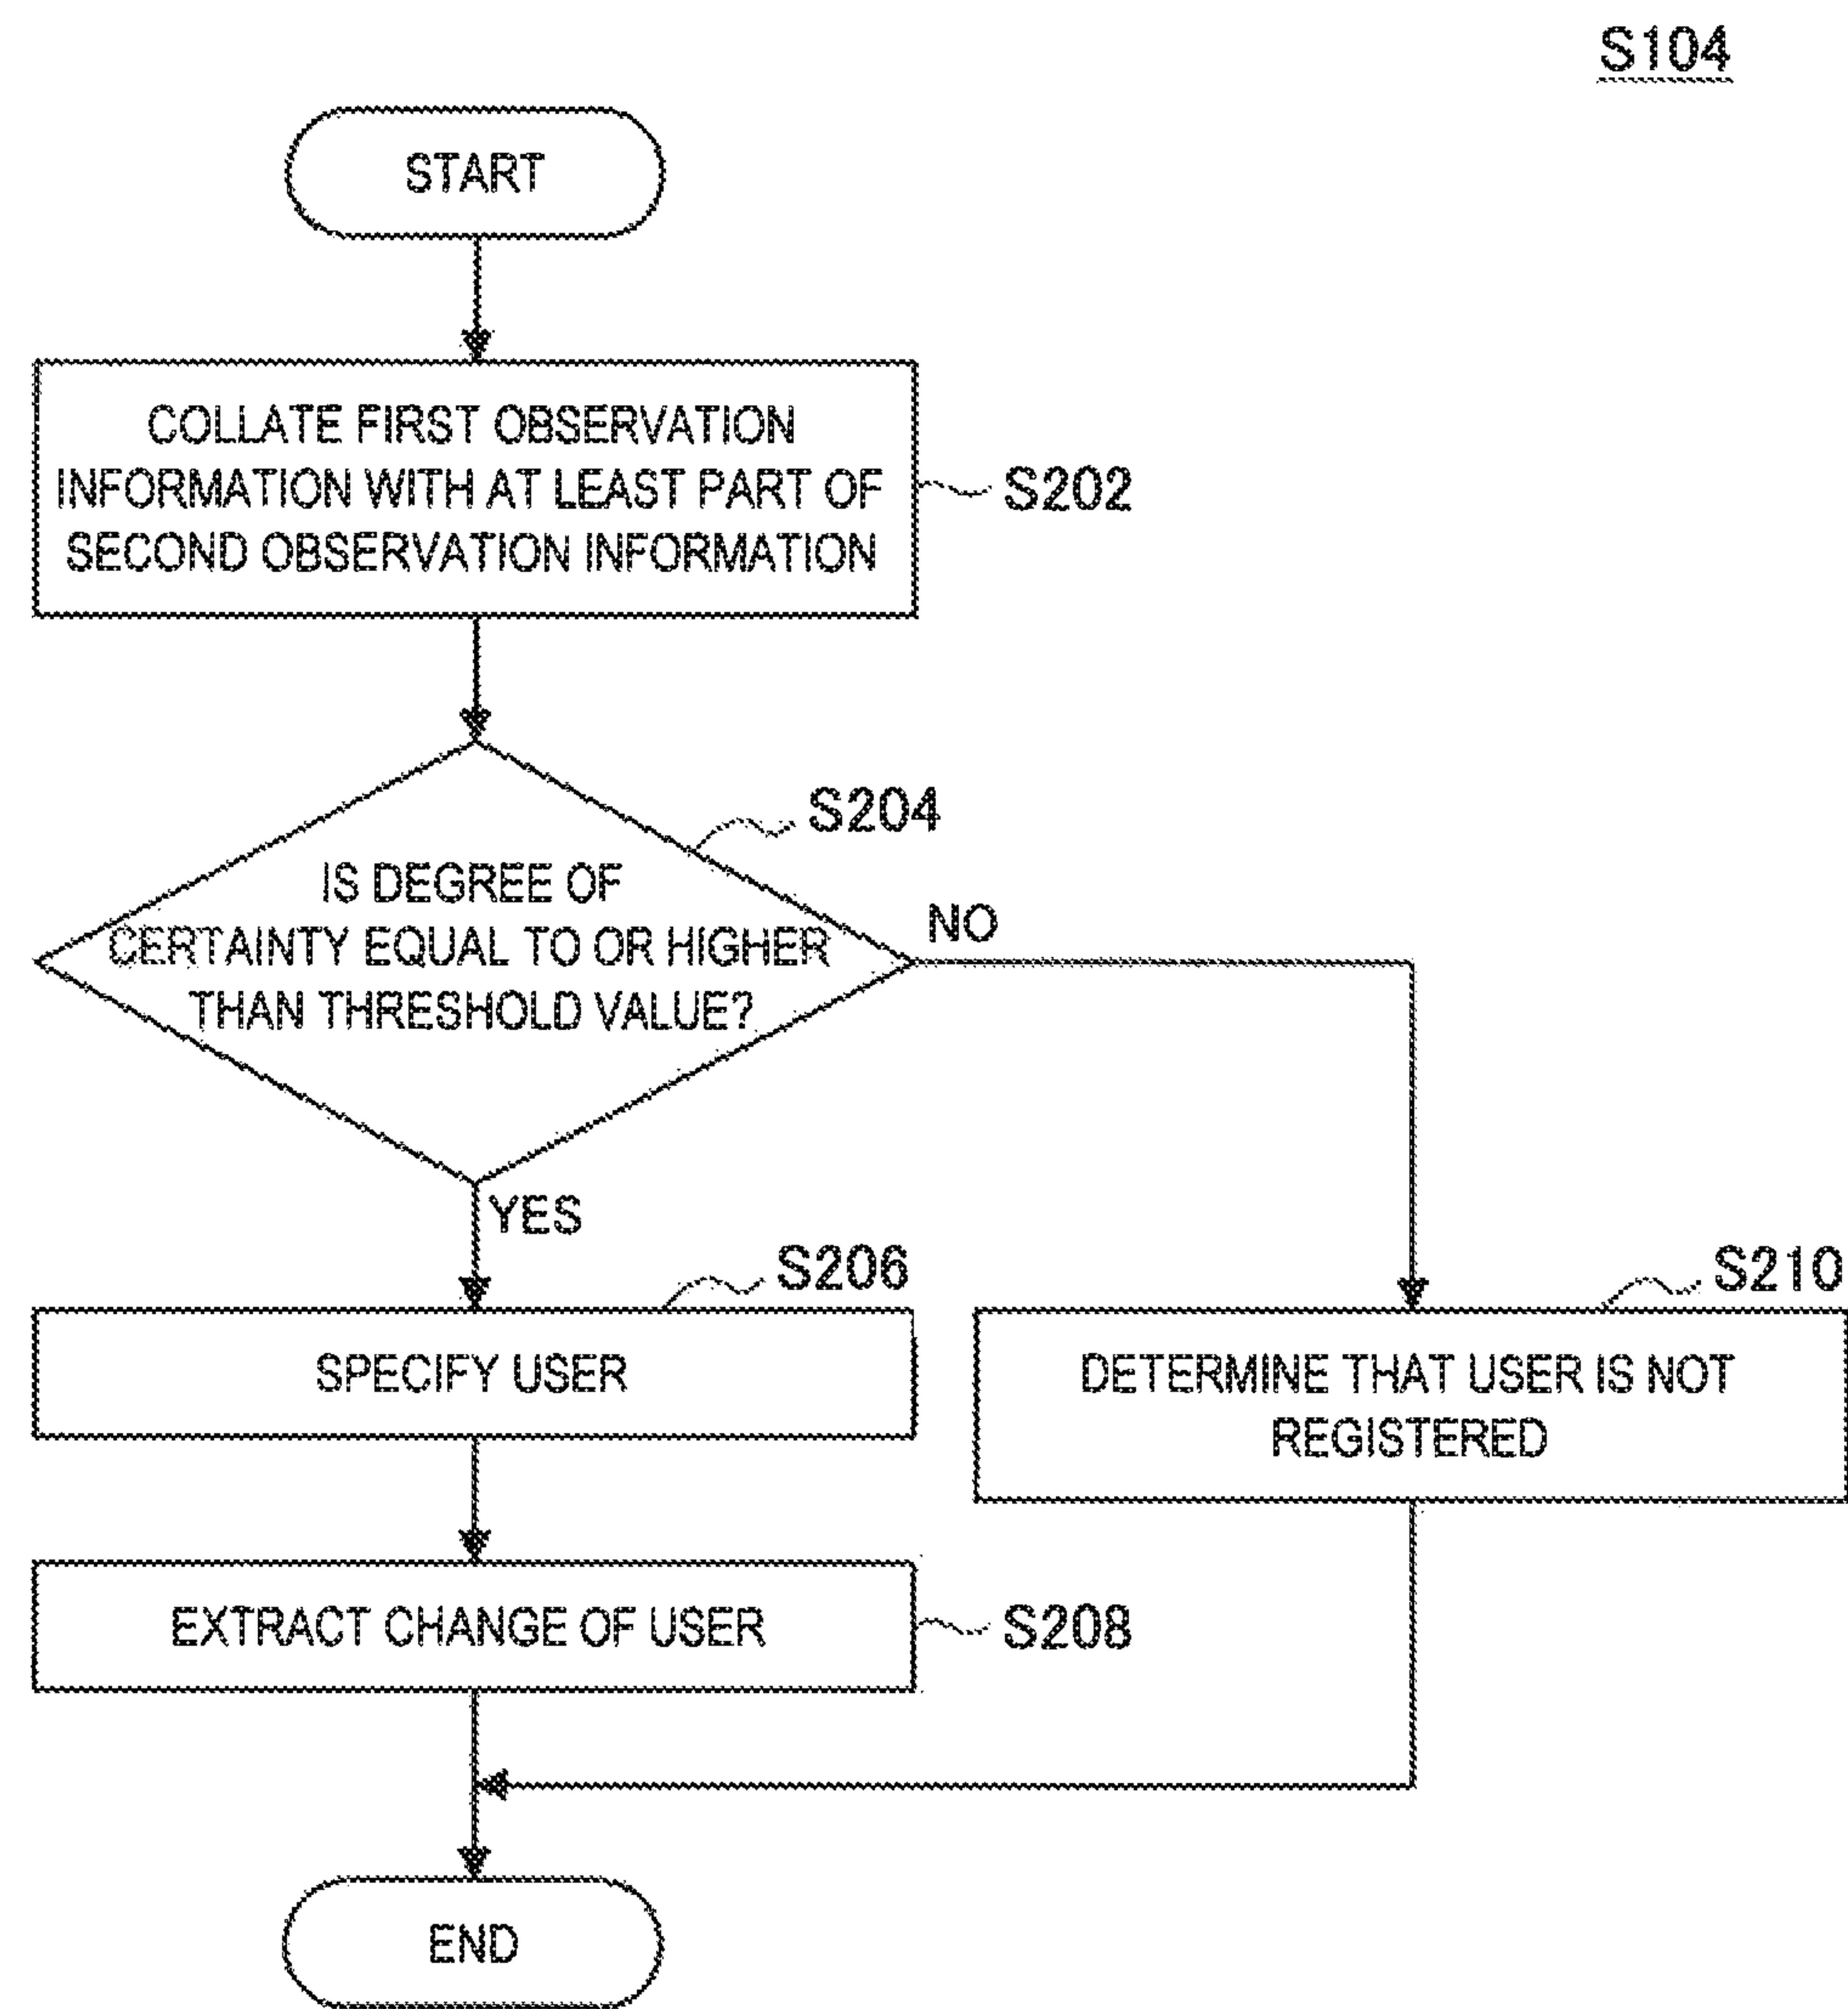 S104
START
COLLATE FIRST OBSERVATION
INFORMATION WITH AT LEAST PART OF
SECOND OBSERVATION INFORMATION
S202
S204
IS DEGREE OF
CERTAINTY EQUAL TO OR HIGHER
THAN THRESHOLD VALUE?
NO
YES
S206
SPECIFY USER
S210
DETERMINE THAT USER IS NOT
REGISTERED
EXTRACT CHANGE OF USER
S208
END